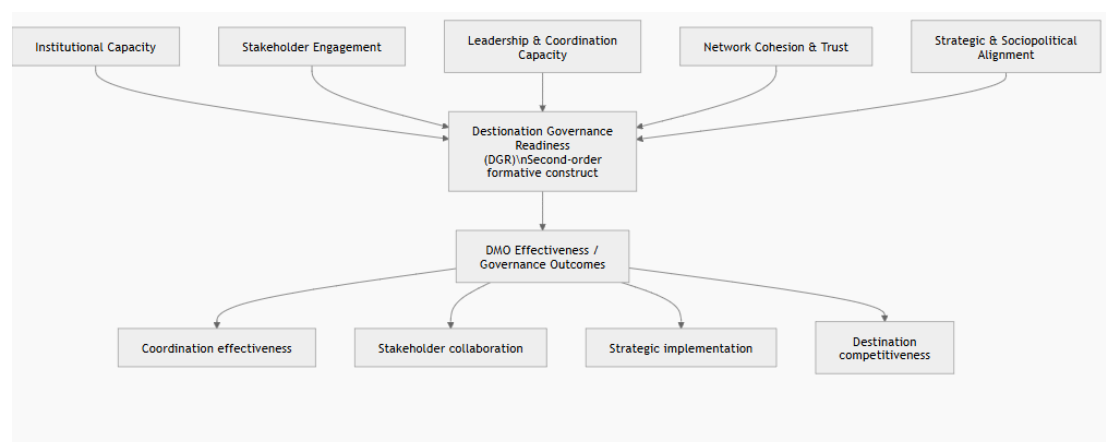 Institutional Capacity
Stakeholder Engagement
Leadership & Coordination
Capacity
Network Cohesion & Trust
Strategic & Sociopolitical
Alignment
Destionation Governance
Readiness
(DGR)\nSecond-order
formative construct
DMO Effectiveness /
Governance Outcomes
Coordination effectiveness
Stakeholder collaboration
Strategic implementation
Destination
competitiveness